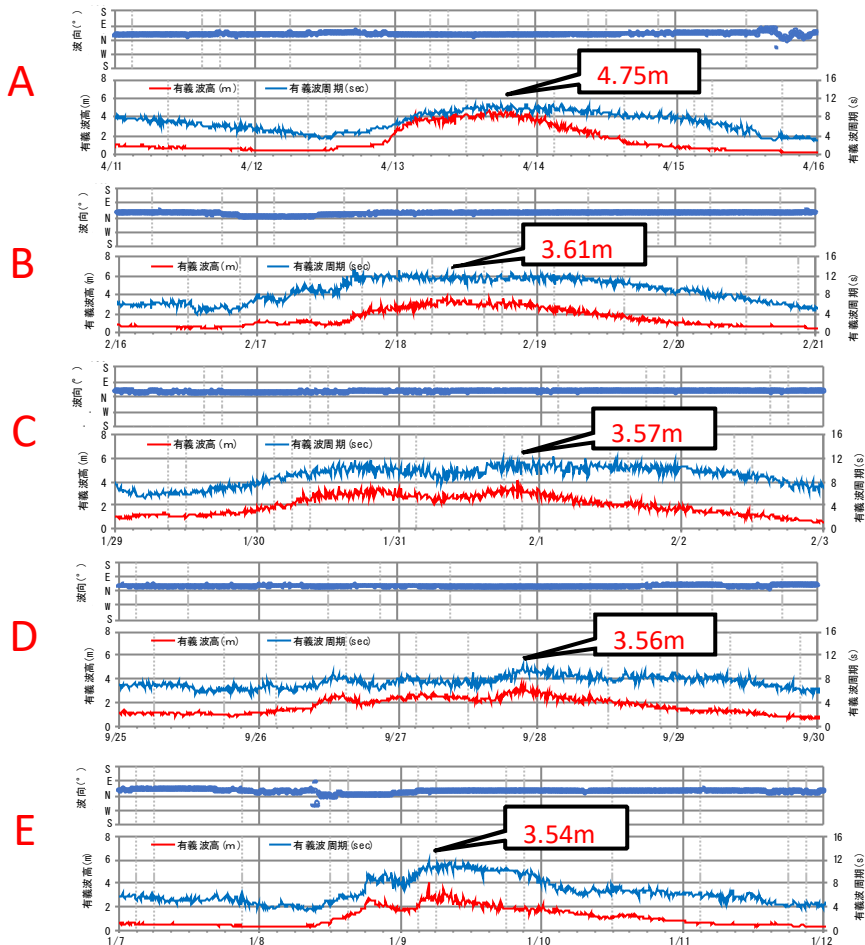 S
E
N
W
S
波向(°)
A
4.75m
8
6
4
2
0
有義波高(m)
有義波高(m)
有義波周期(sec)
16
12
8
4
0
有義波周期(s)
4/11
4/12
4/13
4/14
4/15
4/16
S
E
N
W
S
波向(°)
B
3.61m
8
6
4
2
0
有義波高(m)
有義波高(m)
有義波周期(sec)
16
12
8
4
0
有義波周期(s)
2/16
2/17
2/18
2/19
2/20
2/21
S
E
N
W
S
波向(°)
C
3.57m
8
6
4
2
0
有義波高(m)
有義波高(m)
有義波周期(sec)
16
12
8
4
0
有義波周期(s)
1/29
1/30
1/31
2/1
2/2
2/3
S
E
N
W
S
波向(°)
D
3.56m
8
6
4
2
0
有義波高(m)
有義波高(m)
有義波周期(sec)
16
12
8
4
0
有義波周期(s)
9/25
9/26
9/27
9/28
9/29
9/30
S
E
N
W
S
波向(°)
E
3.54m
8
6
4
2
0
有義波高(m)
有義波高(m)
有義波周期(sec)
16
12
8
4
0
有義波周期(s)
1/7
1/8
1/9
1/10
1/11
1/12